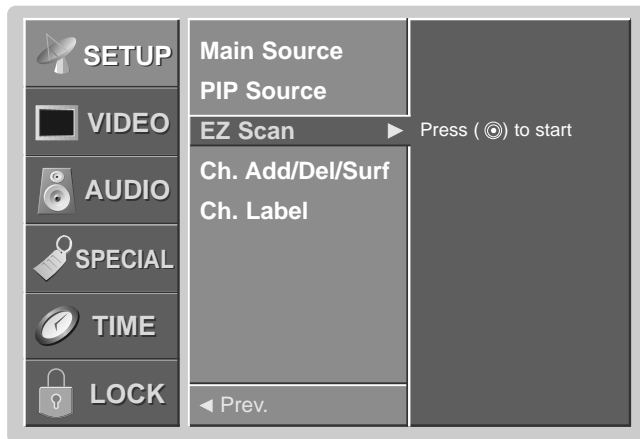 SETUP
VIDEO
AUDIO
SPECIAL
TIME
LOCK
Main Source
PIP Source
EZ Scan ►
Ch. Add/Del/Surf
Ch. Label
◄ Prev.
Press ( ◎ ) to start